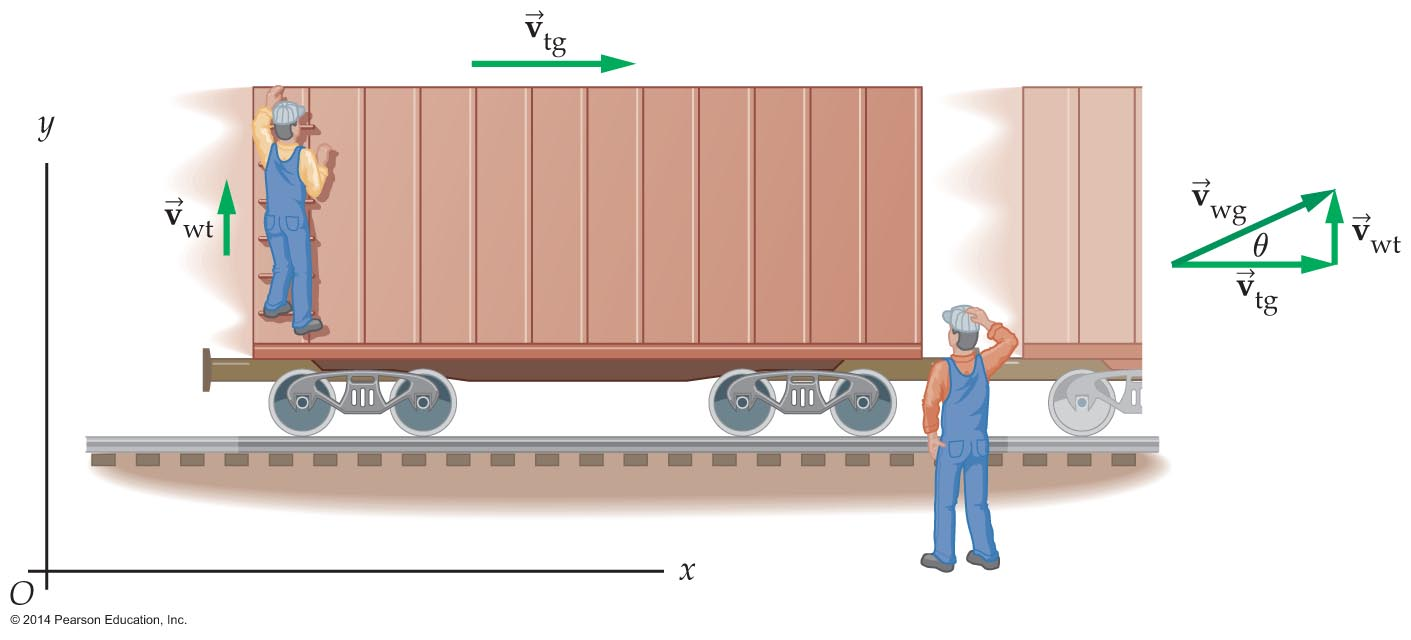 v⃗tg
y
v⃗wt
v⃗wg
θ
v⃗wt
v⃗tg
x
O
© 2014 Pearson Education, Inc.